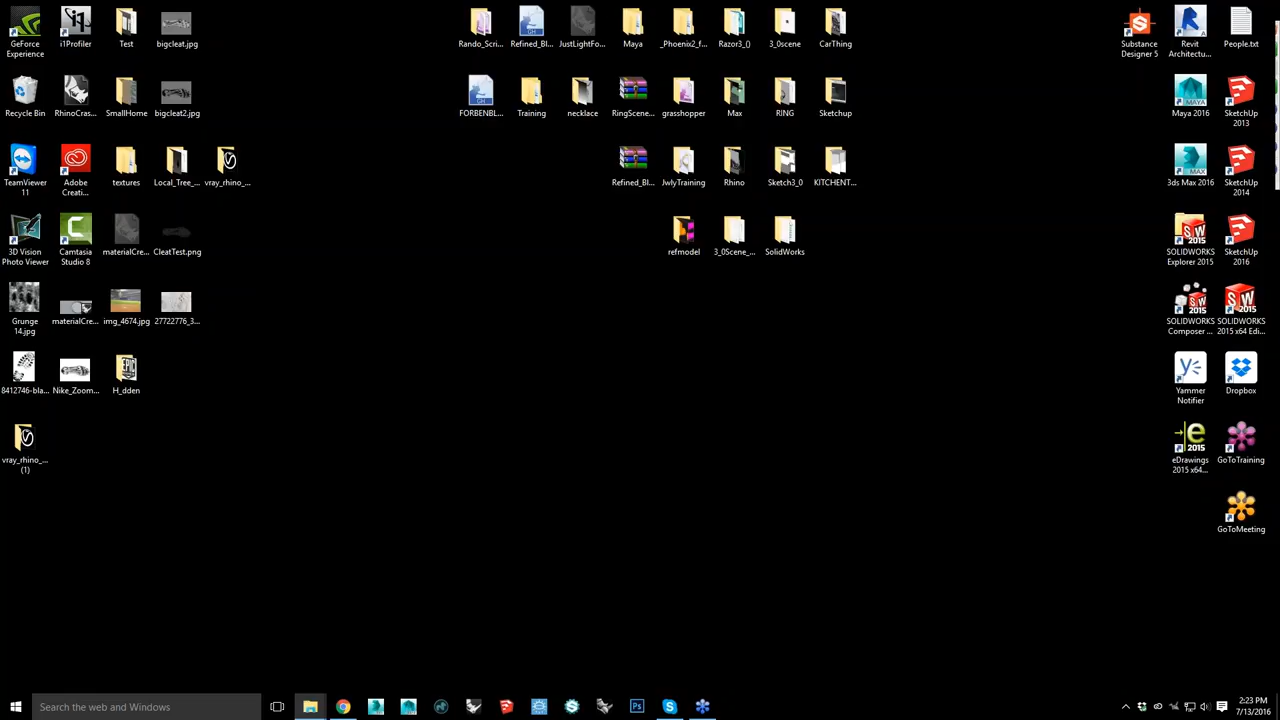 GeForce
Experience
i1Profiler
Test
bigcleat.jpg
Rando_Scri...
Refined_Bl...
JustLightFo...
Maya
_Phoenix2_f...
Razor3_()
3_0scene
CarThing
Substance
Designer 5
Revit
Architectu...
People.txt
Recycle Bin
RhinoCras...
SmallHome
bigcleat2.jpg
FORBENBL...
Training
necklace
RingScene...
grasshopper
Max
RING
Sketchup
Maya 2016
SketchUp
2013
TeamViewer
11
Adobe
Creati...
textures
Local_Tree_...
vray_rhino_...
Refined_Bl...
JwlyTraining
Rhino
Sketch3_0
KITCHENT...
3ds Max 2016
SketchUp
2014
3D Vision
Photo Viewer
Camtasia
Studio 8
materialCre...
CleatTest.png
refmodel
3_0Scene_...
SolidWorks
SOLIDWORKS
Explorer 2015
SketchUp
2016
Grunge
14.jpg
materialCre...
img_4674.jpg
27722776_3...
SOLIDWORKS
Composer ...
SOLIDWORKS
2015 x64 Edi...
8412746-bla...
Nike_Zoom...
H_dden
Yammer
Notifier
Dropbox
vray_rhino_...
(1)
eDrawings
2015 x64...
GoToTraining
GoToMeeting
Search the web and Windows
2:23 PM
7/13/2016